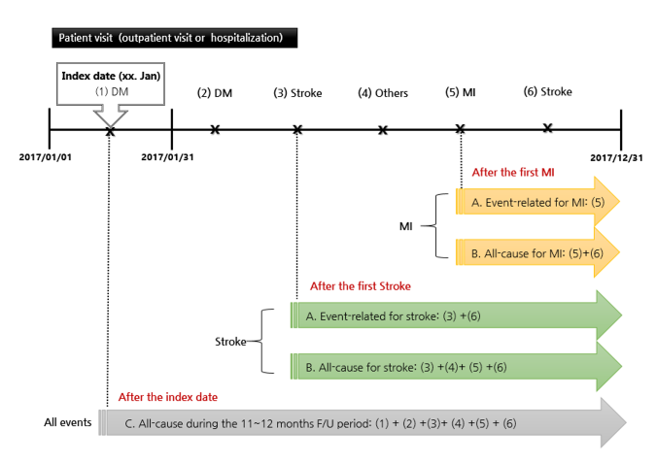 Patient visit (outpatient visit or hospitalization)
Index date (xx. Jan)
(1) DM
(2) DM
(3) Stroke
(4) Others
(5) MI
(6) Stroke
2017/01/01
2017/01/31
2017/12/31
After the first MI
A. Event-related for MI: (5)
MI
B. All-cause for MI: (5)+(6)
After the first Stroke
A. Event-related for stroke: (3) +(6)
Stroke
B. All-cause for stroke: (3) +(4)+ (5) +(6)
After the index date
All events
C. All-cause during the 11~12 months F/U period: (1) + (2) +(3)+ (4) +(5) + (6)